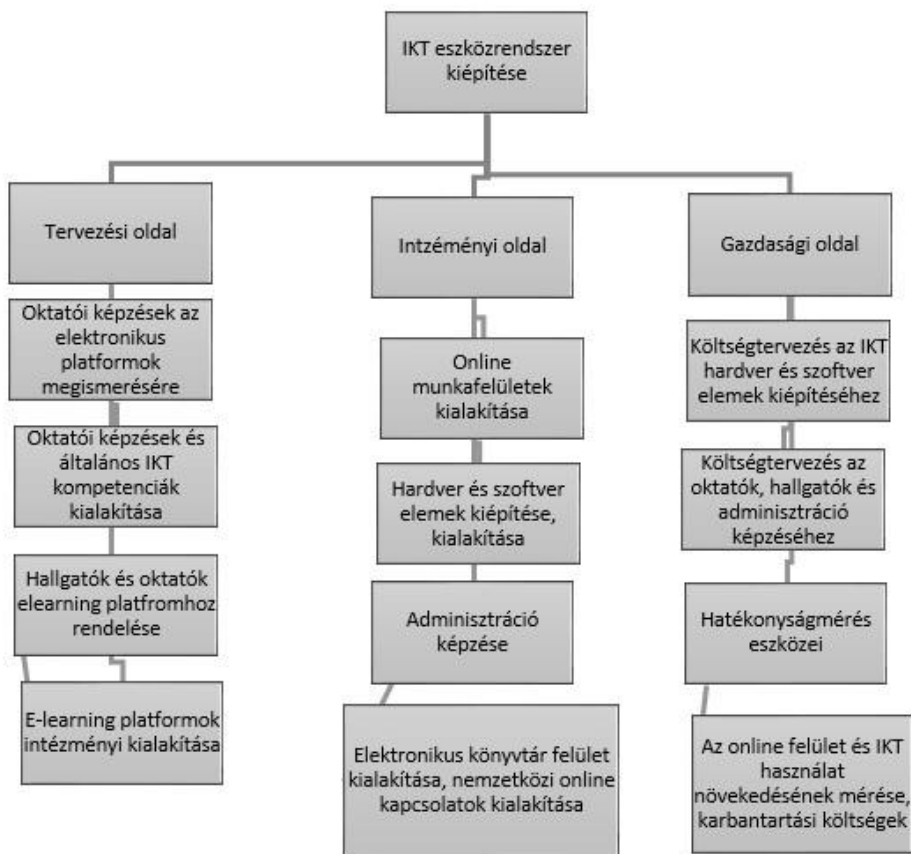 IKT eszközrendszer
kiépítése
Tervezési oldal
Oktatói képzések az
elektronikus
platformok
megismerésére
Oktatói képzések és
általános IKT
kompetenciák
kialakítása
Hallgatók és oktatók
elearning platfromhoz
rendelése
E-learning platformok
intézményi kialakítása
Intzéményi oldal
Online
munkafelületek
kialakítása
Hardver és szoftver
elemek kiépítése,
kialakítása
Adminisztráció
képzése
Elektronikus könyvtár felület
kialakítása, nemzetközi online
kapcsolatok kialakítása
Gazdasági oldal
Költségtervezés az IKT
hardver és szoftver
elemek kiépítéséhez
Költségtervezés az
oktatók, hallgatók és
adminisztráció
képzéséhez
Hatékonyságmérés
eszközei
Az online felület és IKT
használat
növekedésének mérése,
karbantartási költségek